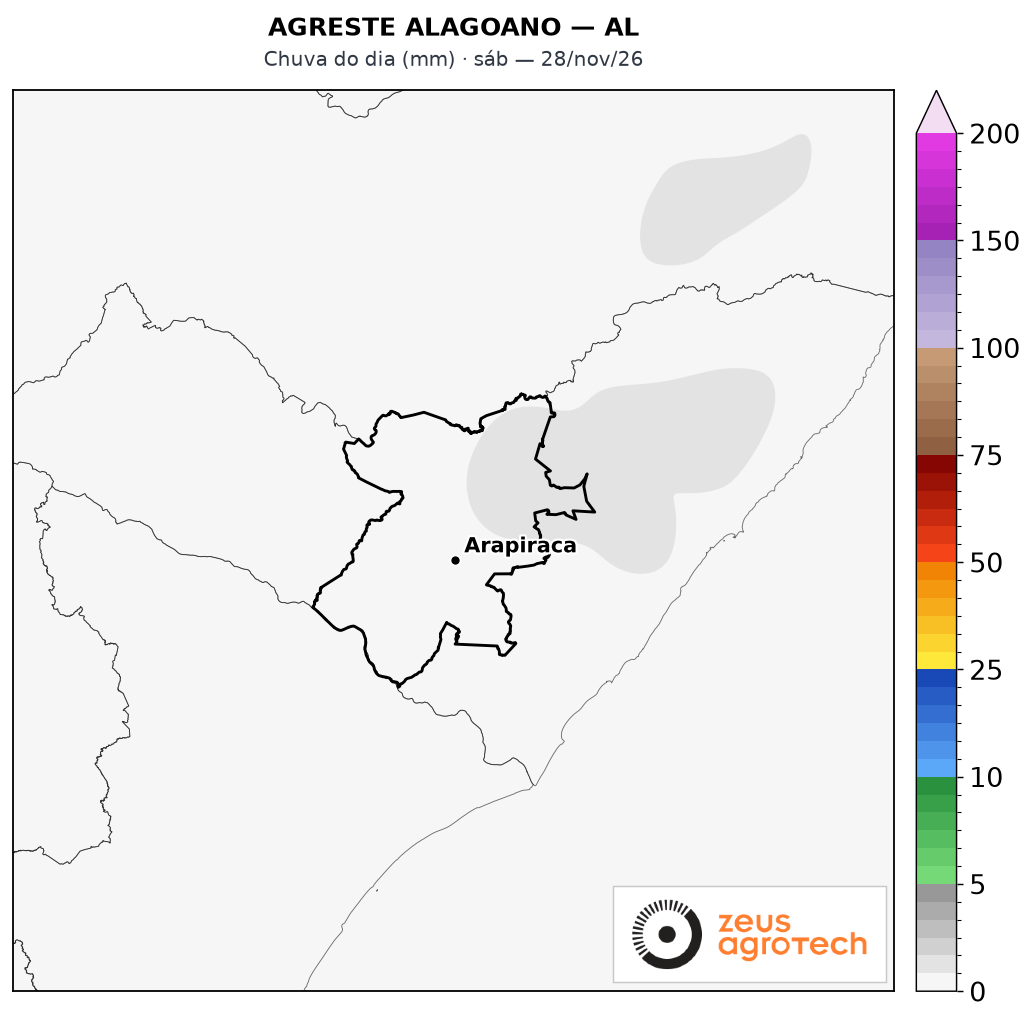 AGRESTE ALAGOANO — AL
Chuva do dia (mm) · sáb — 28/nov/26
200
150
100
75
50
25
10
5
0
Arapiraca
zeus
agrotech